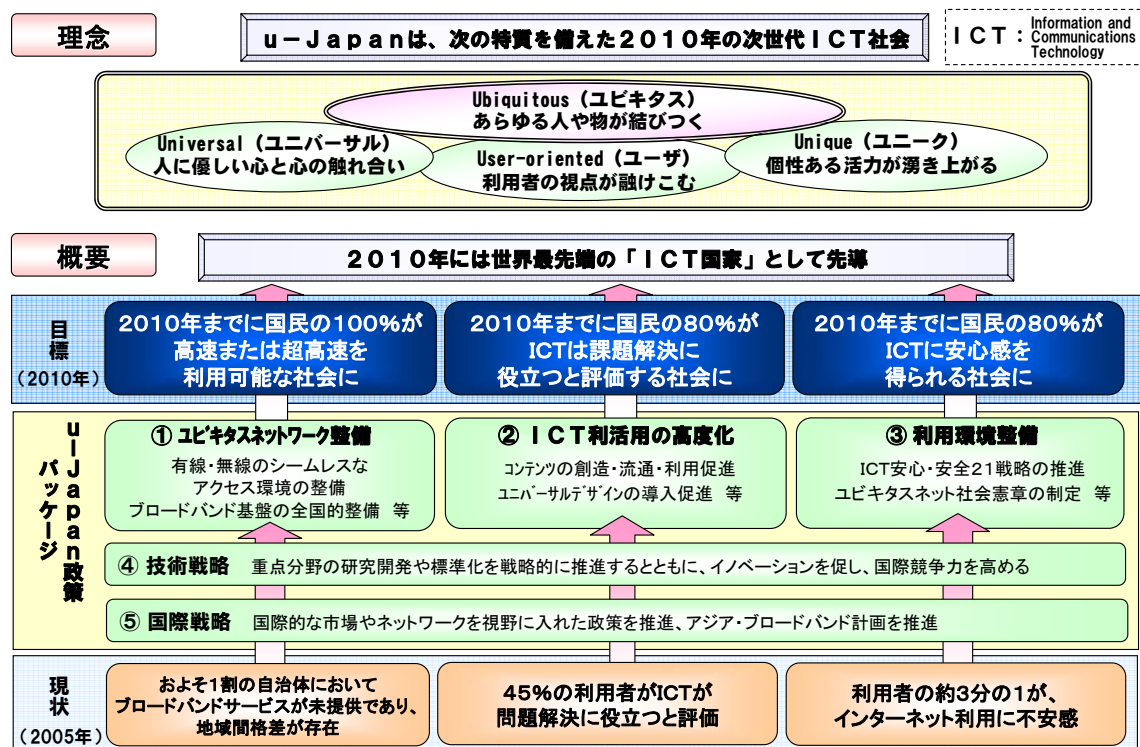 理念
u－Japanは、次の特質を備えた２０１０年の次世代ＩＣＴ社会
ＩＣＴ：Information and
Communications
Technology
Ubiquitous（ユビキタス）
あらゆる人や物が結びつく
Universal（ユニバーサル）
人に優しい心と心の触れ合い
User-oriented（ユーザ）
利用者の視点が融けこむ
Unique（ユニーク）
個性ある活力が湧き上がる
概要
２０１０年には世界最先端の「ＩＣＴ国家」として先導
目標
（２０１０年）
2010年までに国民の100%が
高速または超高速を
利用可能な社会に
2010年までに国民の80%が
ICTは課題解決に
役立つと評価する社会に
2010年までに国民の80%が
ICTに安心感を
得られる社会に
u－Japan政策
パッケージ
① ユビキタスネットワーク整備
有線・無線のシームレスな
アクセス環境の整備
ブロードバンド基盤の全国的整備　等
② ＩＣＴ利活用の高度化
コンテンツの創造・流通・利用促進
ユニバーサルデザインの導入促進　等
③ 利用環境整備
ICT安心・安全２１戦略の推進
ユビキタスネット社会憲章の制定　等
④ 技術戦略　重点分野の研究開発や標準化を戦略的に推進するとともに、イノベーションを促し、国際競争力を高める
⑤ 国際戦略　国際的な市場やネットワークを視野に入れた政策を推進、アジア・ブロードバンド計画を推進
現状
（２００５年）
およそ１割の自治体において
ブロードバンドサービスが未提供であり、
地域間格差が存在
45%の利用者がICTが
問題解決に役立つと評価
利用者の約３分の１が、
インターネット利用に不安感